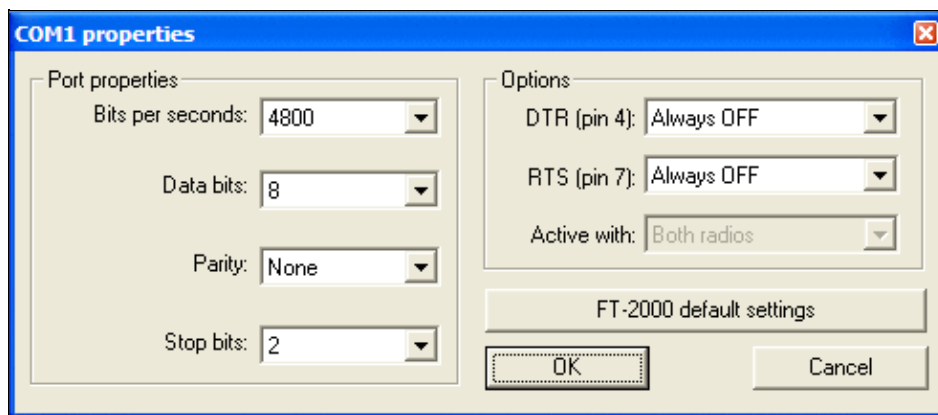 COM1 properties
Port properties
Bits per seconds: 4800
Data bits: 8
Parity: None
Stop bits: 2
Options
DTR (pin 4): Always OFF
RTS (pin 7): Always OFF
Active with: Both radios
FT-2000 default settings
OK Cancel